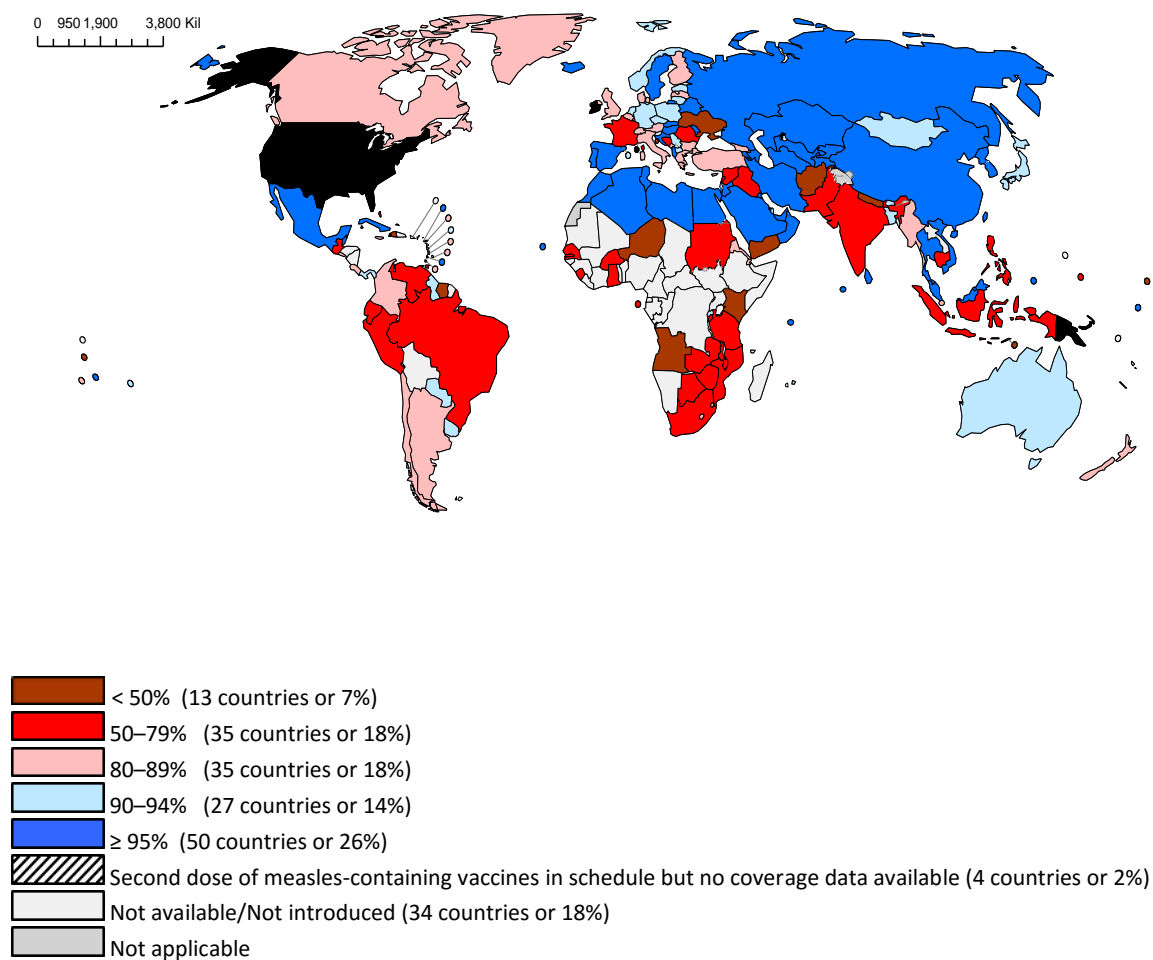 0 950 1,900 3,800 Kil
< 50% (13 countries or 7%)
50–79% (35 countries or 18%)
80–89% (35 countries or 18%)
90–94% (27 countries or 14%)
≥ 95% (50 countries or 26%)
Second dose of measles-containing vaccines in schedule but no coverage data available (4 countries or 2%)
Not available/Not introduced (34 countries or 18%)
Not applicable